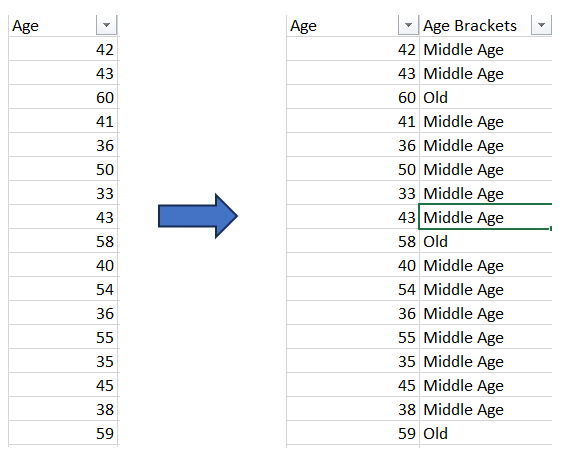 Age Age Age Brackets
42 42 Middle Age
43 43 Middle Age
60 60 Old
41 41 Middle Age
36 36 Middle Age
50 50 Middle Age
33 33 Middle Age
43 43 Middle Age
58 58 Old
40 40 Middle Age
54 54 Middle Age
36 36 Middle Age
55 55 Middle Age
35 35 Middle Age
45 45 Middle Age
38 38 Middle Age
59 59 Old